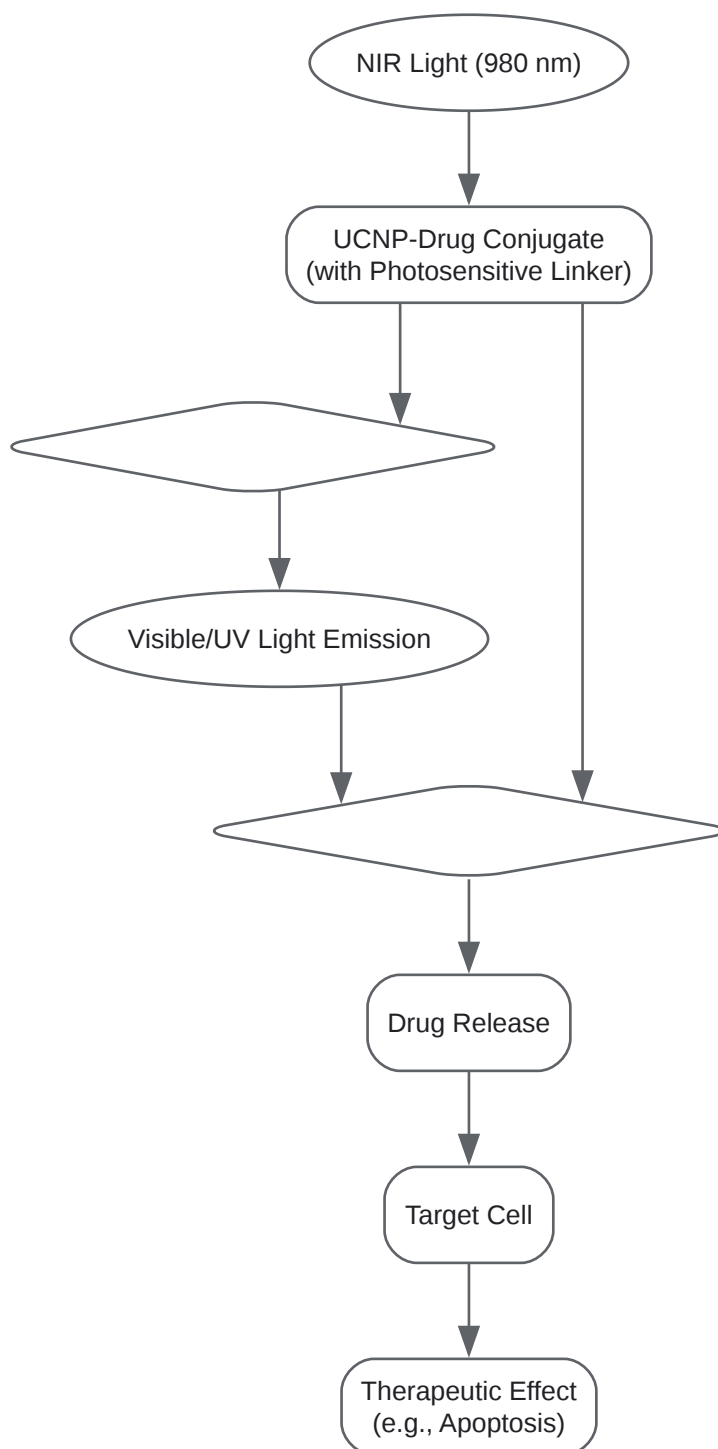 NIR Light (980 nm)
UCNP-Drug Conjugate
(with Photosensitive Linker)
Visible/UV Light Emission
Drug Release
Target Cell
Therapeutic Effect
(e.g., Apoptosis)